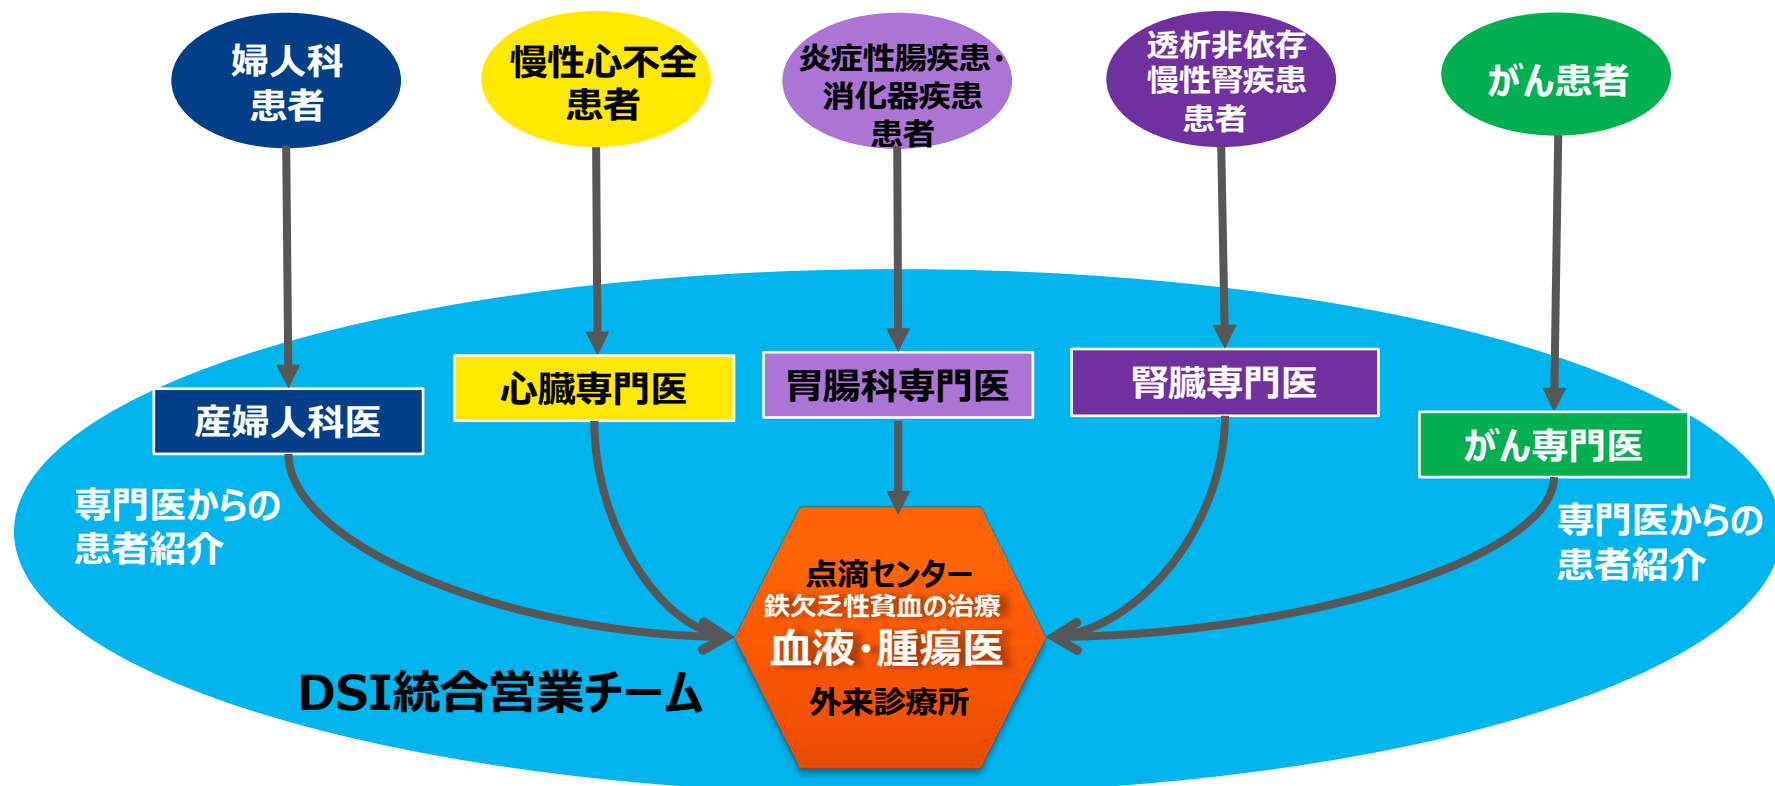 婦人科
患者
慢性心不全
患者
炎症性腸疾患・
消化器疾患
患者
透析非依存
慢性腎疾患
患者
がん患者
産婦人科医
心臓専門医
胃腸科専門医
腎臓専門医
がん専門医
専門医からの
患者紹介
専門医からの
患者紹介
点滴センター
鉄欠乏性貧血の治療
血液・腫瘍医
外来診療所
DSI統合営業チーム